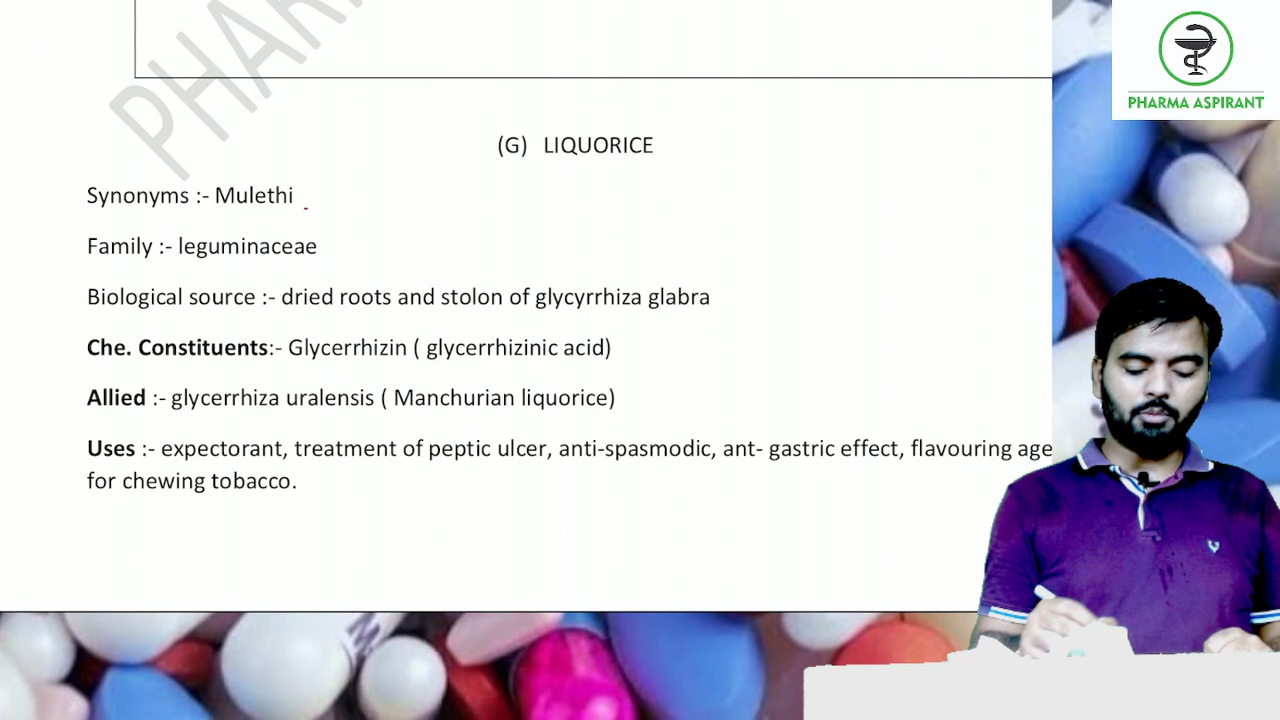 PHARMA ASPIRANT
(G) LIQUORICE
Synonyms :- Mulethi
Family :- leguminaceae
Biological source :- dried roots and stolon of glycyrrhiza glabra
Che. Constituents:- Glycerrhizin ( glycerrhizinic acid)
Allied :- glycerrhiza uralensis ( Manchurian liquorice)
Uses :- expectorant, treatment of peptic ulcer, anti-spasmodic, ant- gastric effect, flavouring age
for chewing tobacco.